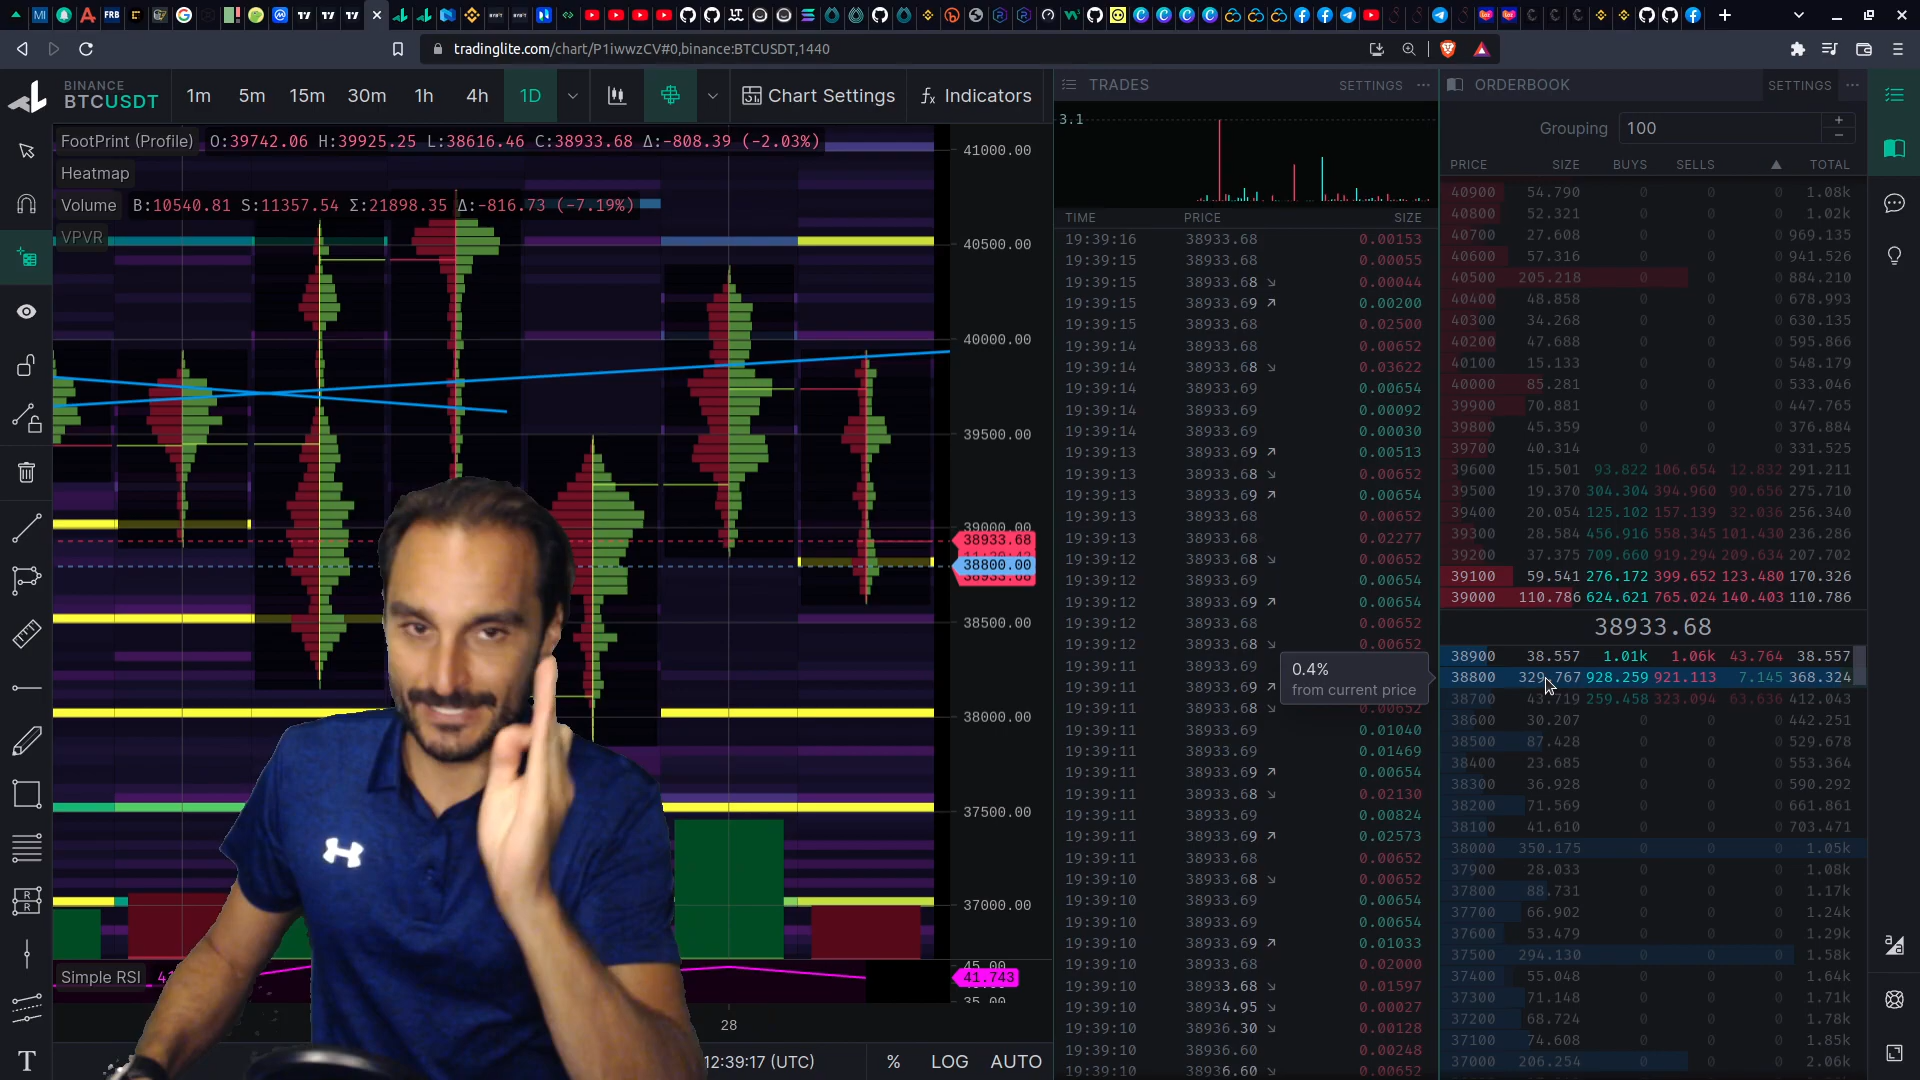 tradinglite.com/chart/P1iwwzCV#0,binance:BTCUSDT,1440
BINANCE
BTCUSDT
1m 5m 15m 30m 1h 4h 1D
Chart Settings
Indicators
FootPrint (Profile) O:39742.06 H:39925.25 L:38616.46 C:38933.68 Δ:-808.39 (-2.03%)
Heatmap
Volume B:10540.81 S:11357.54 Σ:21898.35 Δ:-816.73 (-7.19%)
VPVR
41000.00
40500.00
40000.00
39500.00
39000.00
38933.68
38800.00
38500.00
38000.00
37500.00
37000.00
Simple RSI
45.00
41.743
35.00
28
12:39:17 (UTC) % LOG AUTO
TRADES SETTINGS
3.1
TIME PRICE SIZE
19:39:16 38933.68 0.00153
19:39:15 38933.68 0.00055
19:39:15 38933.68 ↘ 0.00044
19:39:15 38933.69 ↗ 0.00200
19:39:15 38933.68 0.02500
19:39:14 38933.68 0.00652
19:39:14 38933.68 ↘ 0.03622
19:39:14 38933.69 0.00654
19:39:14 38933.69 0.00092
19:39:14 38933.69 0.00030
19:39:13 38933.69 ↗ 0.00513
19:39:13 38933.68 ↘ 0.00652
19:39:13 38933.69 ↗ 0.00654
19:39:13 38933.68 0.00652
19:39:13 38933.68 0.02277
19:39:12 38933.68 ↘ 0.00652
19:39:12 38933.69 0.00654
19:39:12 38933.69 ↗ 0.00654
19:39:12 38933.68 0.00652
19:39:12 38933.68 ↘ 0.00652
19:39:11 38933.69
19:39:11 38933.69 ↗
19:39:11 38933.68 ↘ 0.00652
19:39:11 38933.69 0.01040
19:39:11 38933.69 0.01469
19:39:11 38933.69 ↗ 0.00654
19:39:11 38933.68 ↘ 0.02130
19:39:11 38933.69 0.00824
19:39:11 38933.69 ↗ 0.02573
19:39:11 38933.68 0.00652
19:39:10 38933.68 ↘ 0.00652
19:39:10 38933.69 0.00654
19:39:10 38933.69 0.00654
19:39:10 38933.69 ↗ 0.01033
19:39:10 38933.68 0.02000
19:39:10 38933.68 ↘ 0.01597
19:39:10 38934.95 ↘ 0.00027
19:39:10 38936.30 ↘ 0.00128
19:39:10 38936.60 0.00248
19:39:10 38936.60 ↘ 0.00652
0.4%
from current price
ORDERBOOK SETTINGS
Grouping 100
PRICE SIZE BUYS SELLS ▲ TOTAL
40900 54.790 0 0 0 1.08k
40800 52.321 0 0 0 1.02k
40700 27.608 0 0 0 969.135
40600 57.316 0 0 0 941.526
40500 205.218 0 0 0 884.210
40400 48.858 0 0 0 678.993
40300 34.268 0 0 0 630.135
40200 47.688 0 0 0 595.866
40100 15.133 0 0 0 548.179
40000 85.281 0 0 0 533.046
39900 70.881 0 0 0 447.765
39800 45.359 0 0 0 376.884
39700 40.314 0 0 0 331.525
39600 15.501 93.822 106.654 12.832 291.211
39500 19.370 304.304 394.960 90.656 275.710
39400 20.054 125.102 157.139 32.036 256.340
39300 28.584 456.916 558.345 101.430 236.286
39200 37.375 709.660 919.294 209.634 207.702
39100 59.541 276.172 399.652 123.480 170.326
39000 110.786 624.621 765.024 140.403 110.786
38933.68
38900 38.557 1.01k 1.06k 43.764 38.557
38800 329.767 928.259 921.113 7.145 368.324
38700 43.719 259.458 323.094 63.636 412.043
38600 30.207 0 0 0 442.251
38500 87.428 0 0 0 529.678
38400 23.685 0 0 0 553.364
38300 36.928 0 0 0 590.292
38200 71.569 0 0 0 661.861
38100 41.610 0 0 0 703.471
38000 350.175 0 0 0 1.05k
37900 28.033 0 0 0 1.08k
37800 88.731 0 0 0 1.17k
37700 66.902 0 0 0 1.24k
37600 53.479 0 0 0 1.29k
37500 294.130 0 0 0 1.58k
37400 55.048 0 0 0 1.64k
37300 71.148 0 0 0 1.71k
37200 68.724 0 0 0 1.78k
37100 74.608 0 0 0 1.85k
37000 206.254 0 0 0 2.06k